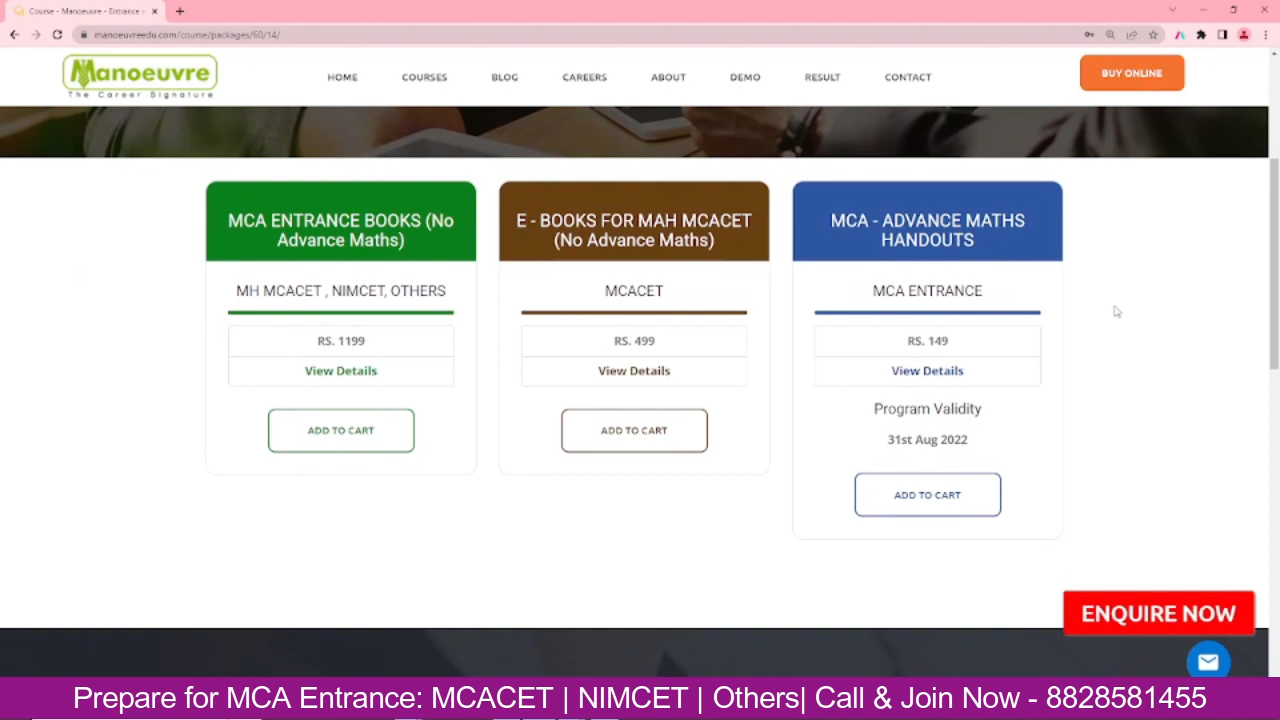 Course - Manoeuvre - Entrance -
manoeuvreedu.com/course/packages/60/14/
Manoeuvre
The Career Signature
HOME
COURSES
BLOG
CAREERS
ABOUT
DEMO
RESULT
CONTACT
BUY ONLINE
MCA ENTRANCE BOOKS (No
Advance Maths)
MH MCACET , NIMCET, OTHERS
RS. 1199
View Details
ADD TO CART
E - BOOKS FOR MAH MCACET
(No Advance Maths)
MCACET
RS. 499
View Details
ADD TO CART
MCA - ADVANCE MATHS
HANDOUTS
MCA ENTRANCE
RS. 149
View Details
Program Validity
31st Aug 2022
ADD TO CART
ENQUIRE NOW
Prepare for MCA Entrance: MCACET | NIMCET | Others| Call & Join Now - 8828581455